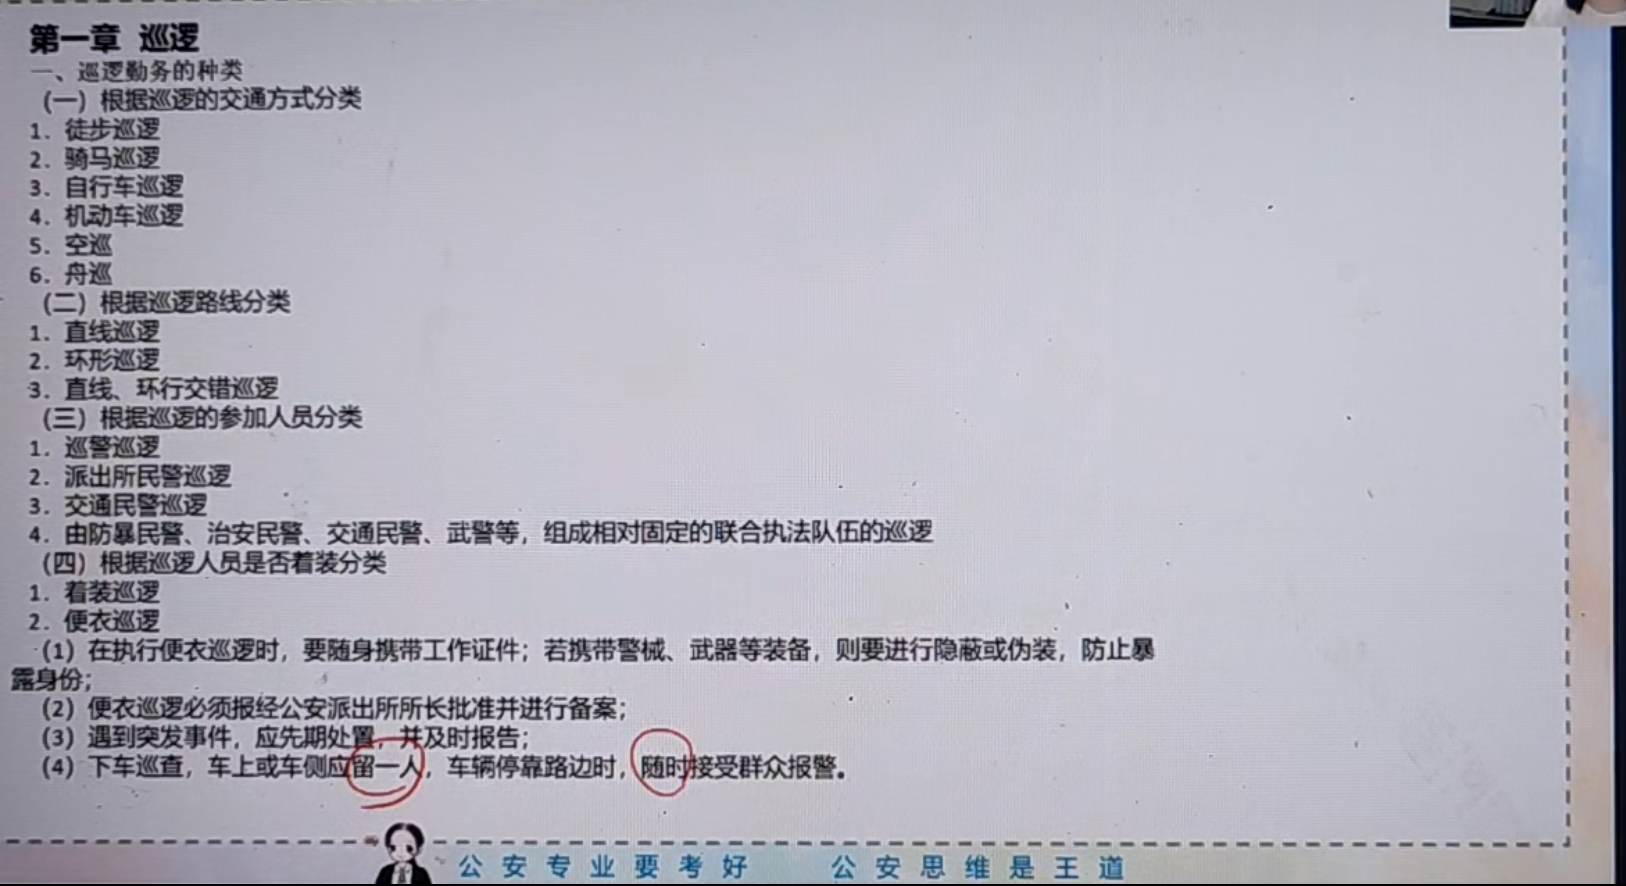 第一章 巡逻
一、巡逻勤务的种类
（一）根据巡逻的交通方式分类
1. 徒步巡逻
2. 骑马巡逻
3. 自行车巡逻
4. 机动车巡逻
5. 空巡
6. 舟巡
（二）根据巡逻路线分类
1. 直线巡逻
2. 环形巡逻
3. 直线、环行交错巡逻
（三）根据巡逻的参加人员分类
1. 巡警巡逻
2. 派出所民警巡逻
3. 交通民警巡逻
4. 由防暴民警、治安民警、交通民警、武警等，组成相对固定的联合执法队伍的巡逻
（四）根据巡逻人员是否着装分类
1. 着装巡逻
2. 便衣巡逻
（1）在执行便衣巡逻时，要随身携带工作证件；若携带警械、武器等装备，则要进行隐蔽或伪装，防止暴
露身份；
（2）便衣巡逻必须报经公安派出所所长批准并进行备案；
（3）遇到突发事件，应先期处置，并及时报告；
（4）下车巡查，车上或车侧应留一人，车辆停靠路边时，随时接受群众报警。
公安专业要考好 公安思维是王道